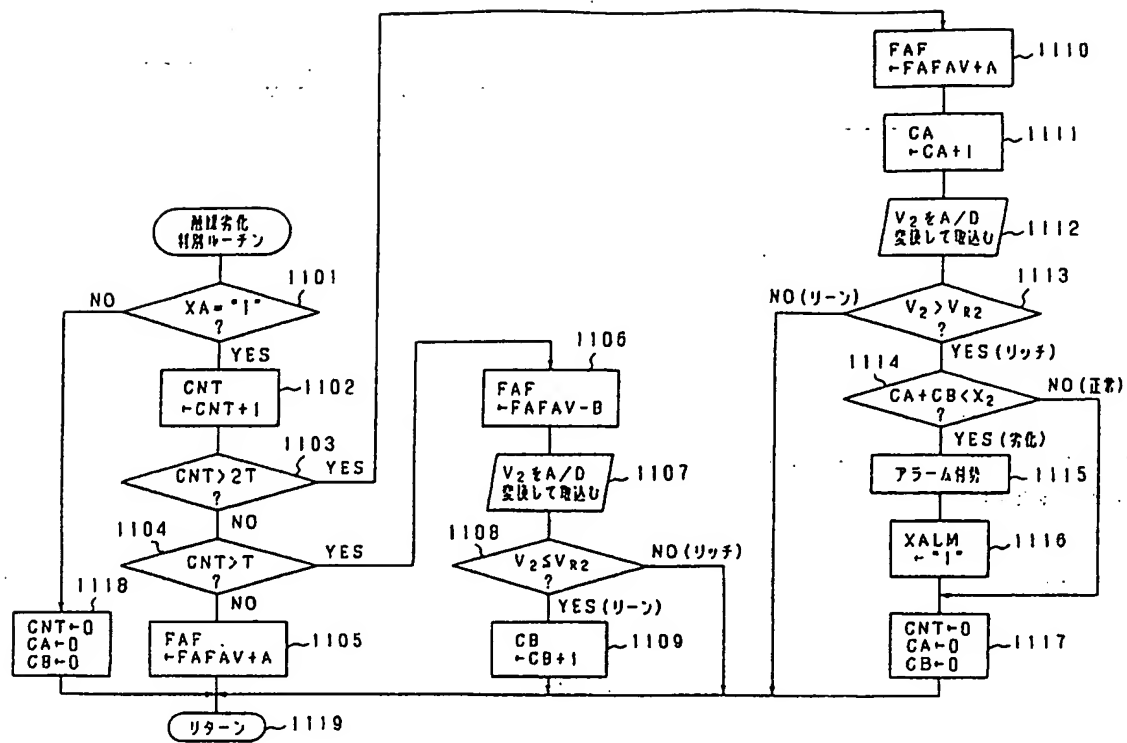 触媒劣化
判別ルーチン
1101
XA="1"
?
NO
YES
CNT
←CNT+1
1102
1103
CNT>2T
?
YES
NO
1104
CNT>T
?
YES
NO
1118
CNT←0
CA←0
CB←0
FAF
←FAFAV+A
1105
リターン
1119
1106
FAF
←FAFAV-B
V2をA/D
変換して取込む
1107
1108
V2≦VR2
?
NO(リッチ)
YES(リーン)
CB
←CB+1
1109
FAF
←FAFAV+A
1110
CA
←CA+1
1111
V2をA/D
変換して取込む
1112
1113
NO(リーン)
V2>VR2
?
YES(リッチ)
1114
CA+CB<X2
?
NO(正常)
YES(劣化)
アラーム付勢
1115
XALM
←"1"
1116
CNT←0
CA←0
CB←0
1117